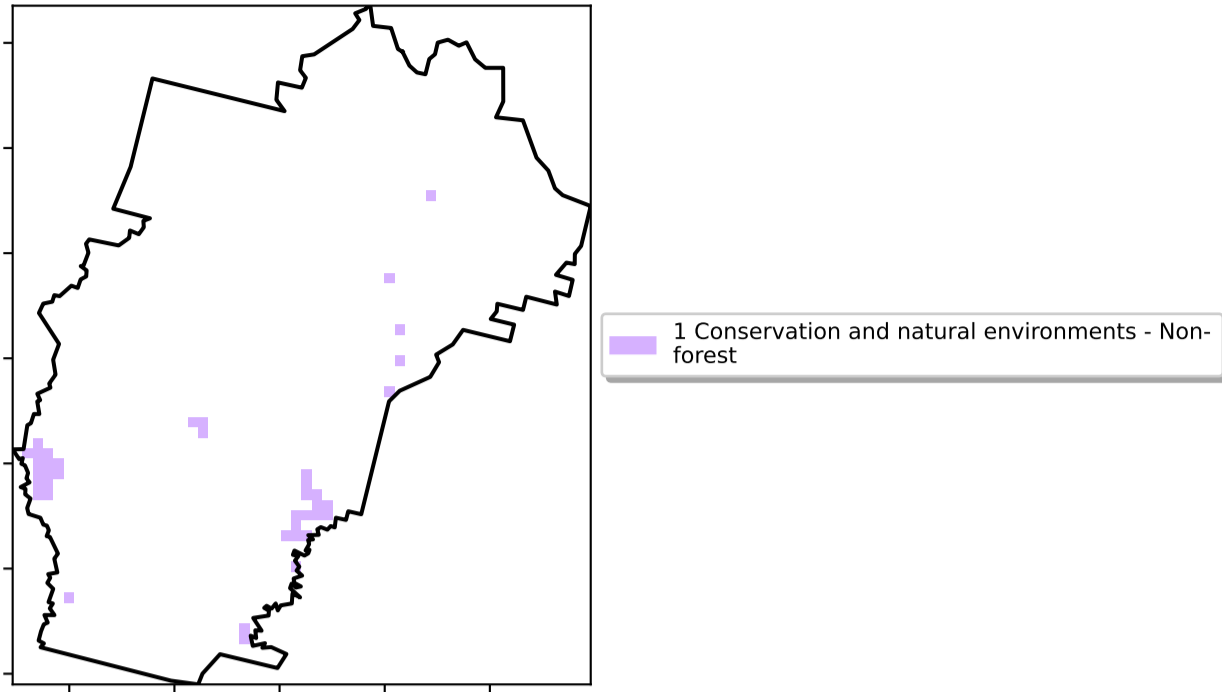 1 Conservation and natural environments - Non-
forest